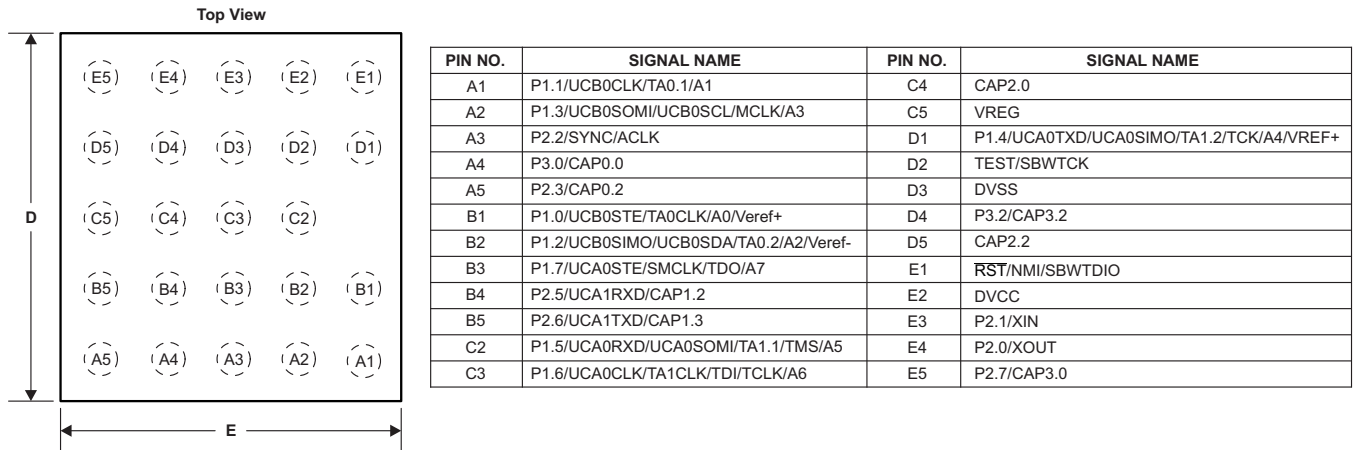 Top View
E5 E4 E3 E2 E1
D5 D4 D3 D2 D1
D
C5 C4 C3 C2
B5 B4 B3 B2 B1
A5 A4 A3 A2 A1
E
PIN NO. SIGNAL NAME PIN NO. SIGNAL NAME
A1 P1.1/UCB0CLK/TA0.1/A1 C4 CAP2.0
A2 P1.3/UCB0SOMI/UCB0SCL/MCLK/A3 C5 VREG
A3 P2.2/SYNC/ACLK D1 P1.4/UCA0TXD/UCA0SIMO/TA1.2/TCK/A4/VREF+
A4 P3.0/CAP0.0 D2 TEST/SBWTCK
A5 P2.3/CAP0.2 D3 DVSS
B1 P1.0/UCB0STE/TA0CLK/A0/Veref+ D4 P3.2/CAP3.2
B2 P1.2/UCB0SIMO/UCB0SDA/TA0.2/A2/Veref- D5 CAP2.2
B3 P1.7/UCA0STE/SMCLK/TDO/A7 E1 RST/NMI/SBWTDIO
B4 P2.5/UCA1RXD/CAP1.2 E2 DVCC
B5 P2.6/UCA1TXD/CAP1.3 E3 P2.1/XIN
C2 P1.5/UCA0RXD/UCA0SOMI/TA1.1/TMS/A5 E4 P2.0/XOUT
C3 P1.6/UCA0CLK/TA1CLK/TDI/TCLK/A6 E5 P2.7/CAP3.0